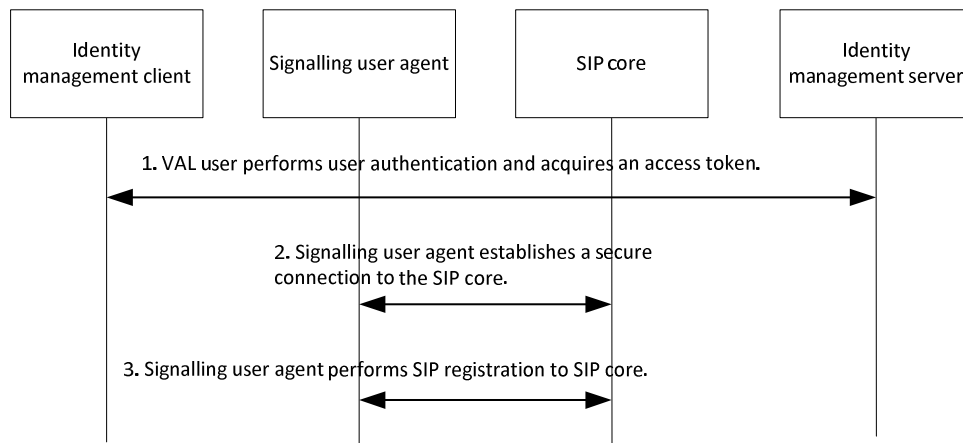 Identity
management client
Signalling user agent
SIP core
Identity
management server
1. VAL user performs user authentication and acquires an access token.
2. Signalling user agent establishes a secure
connection to the SIP core.
3. Signalling user agent performs SIP registration to SIP core.